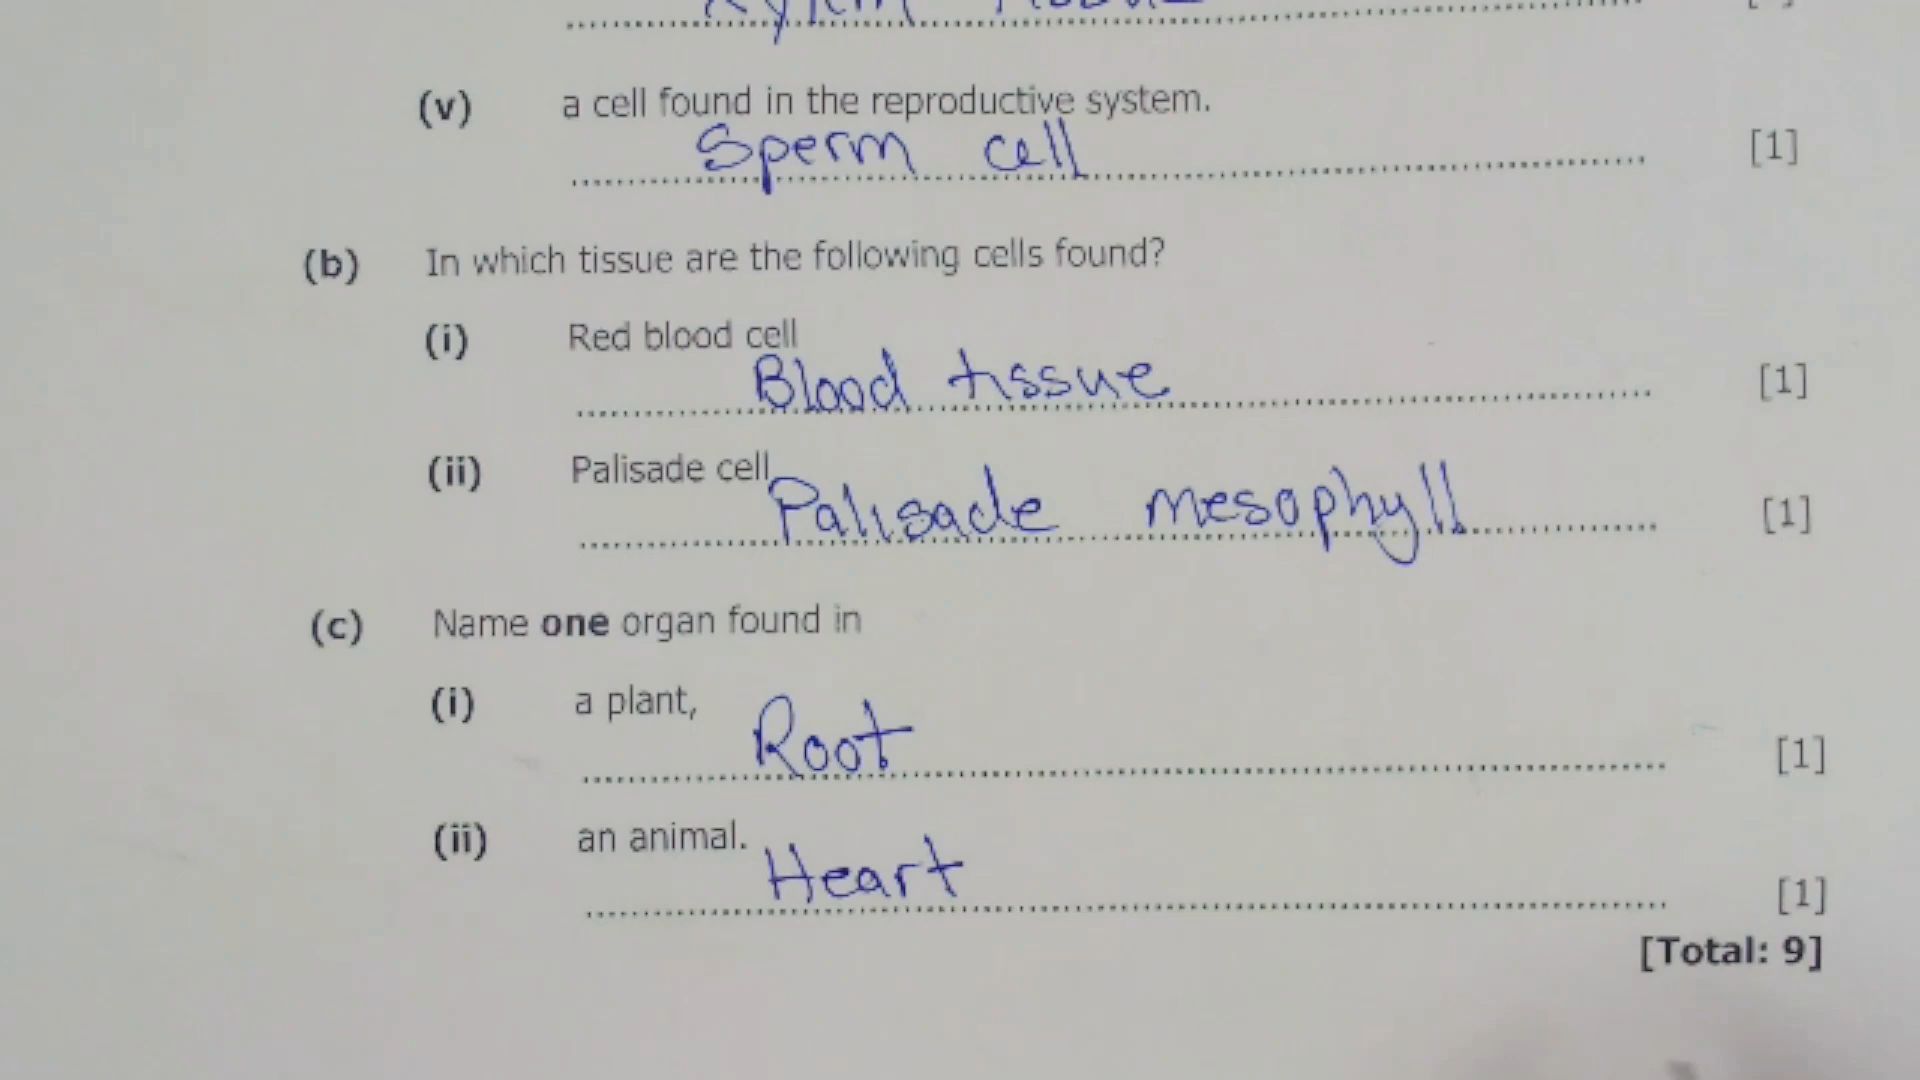 (v) a cell found in the reproductive system.
Sperm cell [1]
(b) In which tissue are the following cells found?
(i) Red blood cell
Blood tissue [1]
(ii) Palisade cell
Palisade mesophyll [1]
(c) Name one organ found in
(i) a plant,
Root [1]
(ii) an animal.
Heart [1]
[Total: 9]